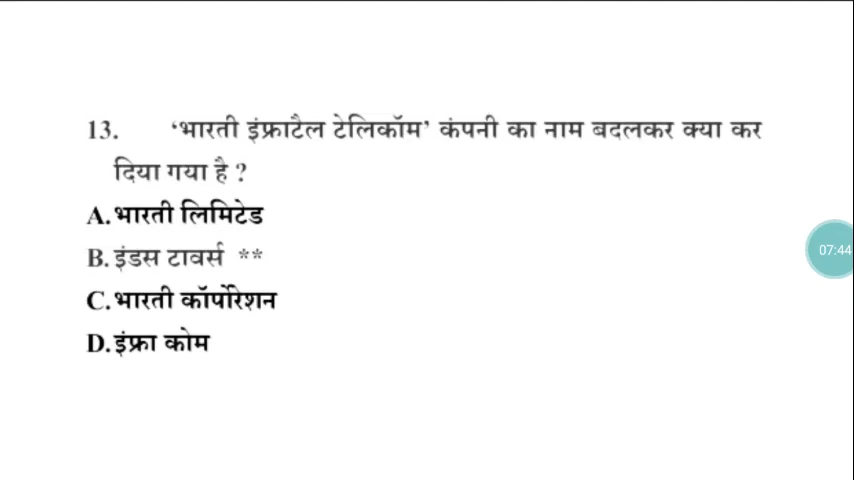 13. ‘भारती इंफ्राटैल टेलिकॉम’ कंपनी का नाम बदलकर क्या कर
दिया गया है ?
A. भारती लिमिटेड
B. इंडस टावर्स **
C. भारती कॉर्पोरेशन
D. इंफ्रा कोम
07:44